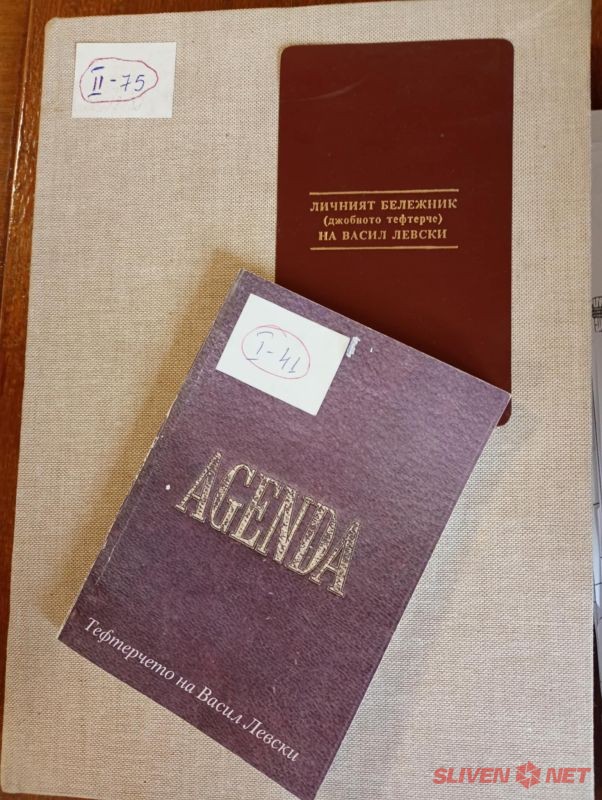 II-75
ЛИЧНИЯТ БЕЛЕЖНИК
(джобното тефтерче)
НА ВАСИЛ ЛЕВСКИ
I-41
AGENDA
Тефтерчето на Васил Левски
SLIVEN NET